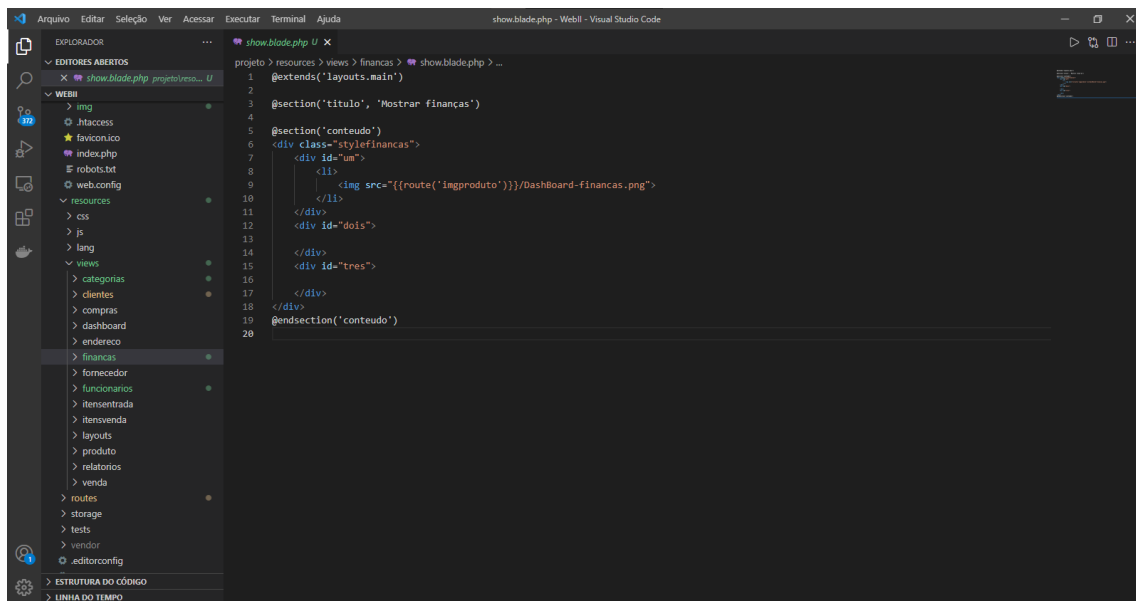 Arquivo Editar Seleção Ver Acessar Executar Terminal Ajuda show.blade.php - WebII - Visual Studio Code
EXPLORADOR ...
EDITORES ABERTOS
show.blade.php projeto\reso... U
WEBII
img
.htaccess
favicon.ico
index.php
robots.txt
web.config
resources
css
js
lang
views
categorias
clientes
compras
dashboard
endereco
financas
fornecedor
funcionarios
itensentrada
itensvenda
layouts
produto
relatorios
venda
routes
storage
tests
vendor
.editorconfig
ESTRUTURA DO CÓDIGO
LINHA DO TEMPO
372
1
show.blade.php U
projeto > resources > views > financas > show.blade.php > ...
1 @extends('layouts.main')
2
3 @section('titulo', 'Mostrar finanças')
4
5 @section('conteudo')
6 <div class="stylefinancas">
7 <div id="um">
8 <li>
9 <img src="{{route('imgproduto')}}/DashBoard-financas.png">
10 </li>
11 </div>
12 <div id="dois">
13
14 </div>
15 <div id="tres">
16
17 </div>
18 </div>
19 @endsection('conteudo')
20